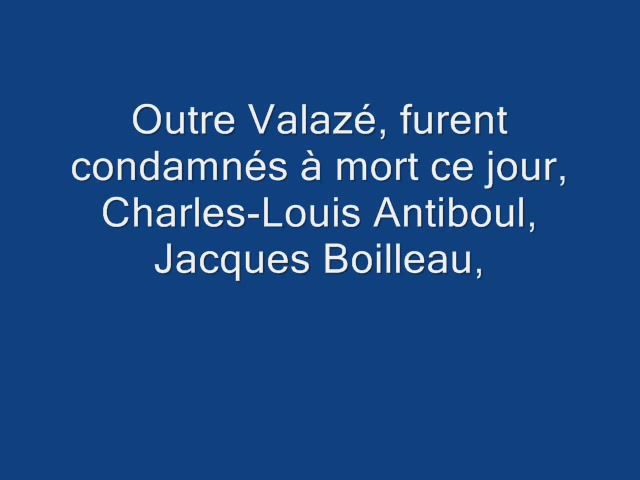 Outre Valazé, furent
condamnés à mort ce jour,
Charles-Louis Antiboul,
Jacques Boilleau,